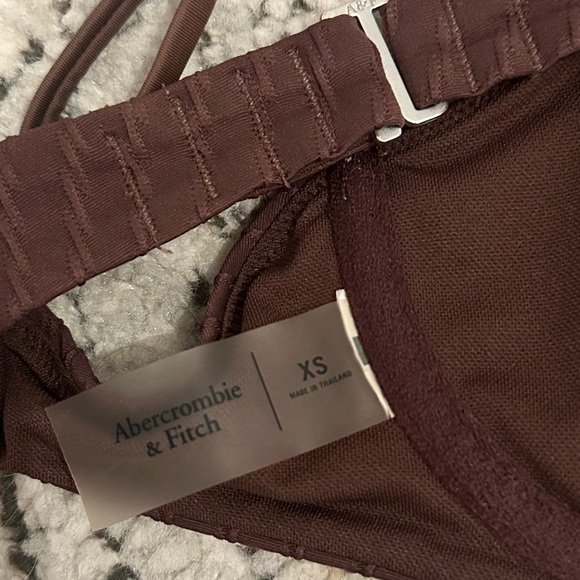 A&F
Abercrombie
& Fitch
XS
MADE IN THAILAND